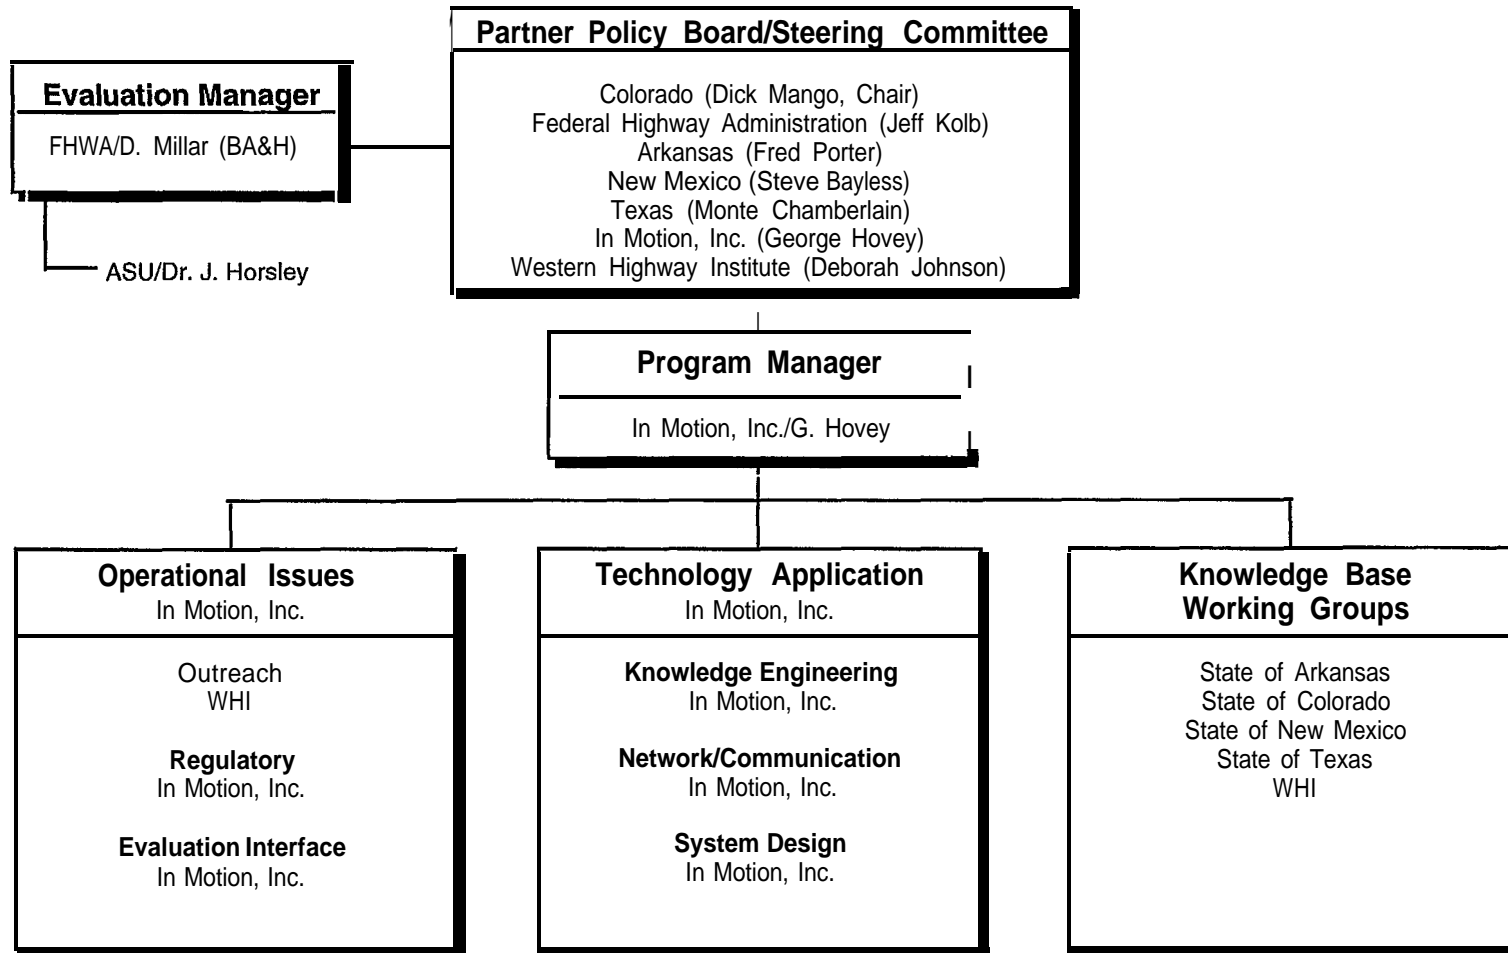 Partner Policy Board/Steering Committee
Colorado (Dick Mango, Chair)
Federal Highway Administration (Jeff Kolb)
Arkansas (Fred Porter)
New Mexico (Steve Bayless)
Texas (Monte Chamberlain)
In Motion, Inc. (George Hovey)
Western Highway Institute (Deborah Johnson)
Evaluation Manager
FHWA/D. Millar (BA&H)
ASU/Dr. J. Horsley
Program Manager
In Motion, Inc./G. Hovey
Operational Issues
In Motion, Inc.
Outreach
WHI
Regulatory
In Motion, Inc.
Evaluation Interface
In Motion, Inc.
Technology Application
In Motion, Inc.
Knowledge Engineering
In Motion, Inc.
Network/Communication
In Motion, Inc.
System Design
In Motion, Inc.
Knowledge Base
Working Groups
State of Arkansas
State of Colorado
State of New Mexico
State of Texas
WHI